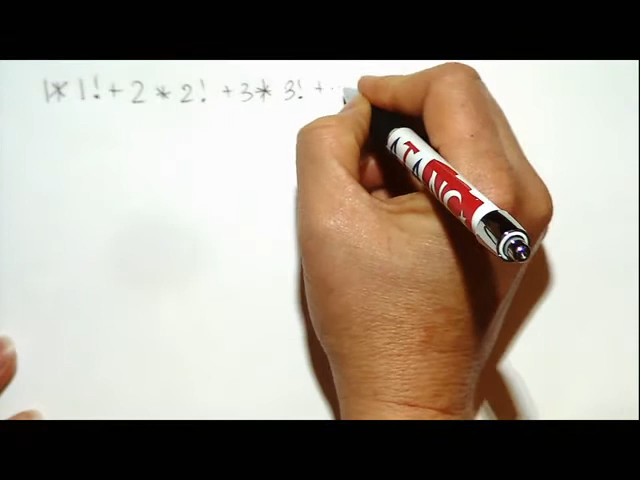 1* 1! + 2 * 2! + 3* 3! + ..